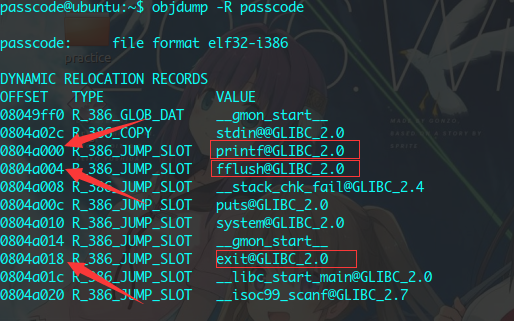 passcode@ubuntu:~$ objdump -R passcode
passcode:     file format elf32-i386
practice
DYNAMIC RELOCATION RECORDS
OFFSET   TYPE              VALUE
08049ff0 R_386_GLOB_DAT    __gmon_start__
0804a02c R_386_COPY        stdin@@GLIBC_2.0
0804a000 R_386_JUMP_SLOT   printf@GLIBC_2.0
0804a004 R_386_JUMP_SLOT   fflush@GLIBC_2.0
0804a008 R_386_JUMP_SLOT   __stack_chk_fail@GLIBC_2.4
0804a00c R_386_JUMP_SLOT   puts@GLIBC_2.0
0804a010 R_386_JUMP_SLOT   system@GLIBC_2.0
0804a014 R_386_JUMP_SLOT   __gmon_start__
0804a018 R_386_JUMP_SLOT   exit@GLIBC_2.0
0804a01c R_386_JUMP_SLOT   __libc_start_main@GLIBC_2.0
0804a020 R_386_JUMP_SLOT   __isoc99_scanf@GLIBC_2.7